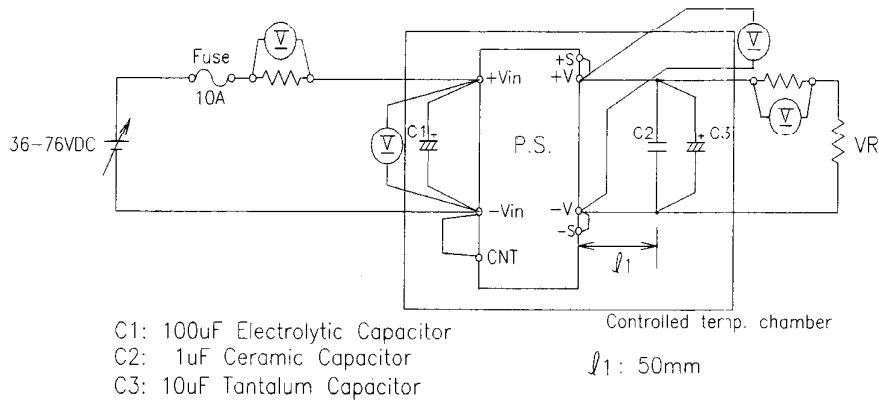 Fuse
10A
V
36-76VDC
V
C1
+
+Vin
-Vin
CNT
P.S.
+S
+V
-V
-S
V
C2
C3
+
V
VR
ℓ1
Controlled temp. chamber
C1: 100uF Electrolytic Capacitor
C2: 1uF Ceramic Capacitor
C3: 10uF Tantalum Capacitor
ℓ1: 50mm